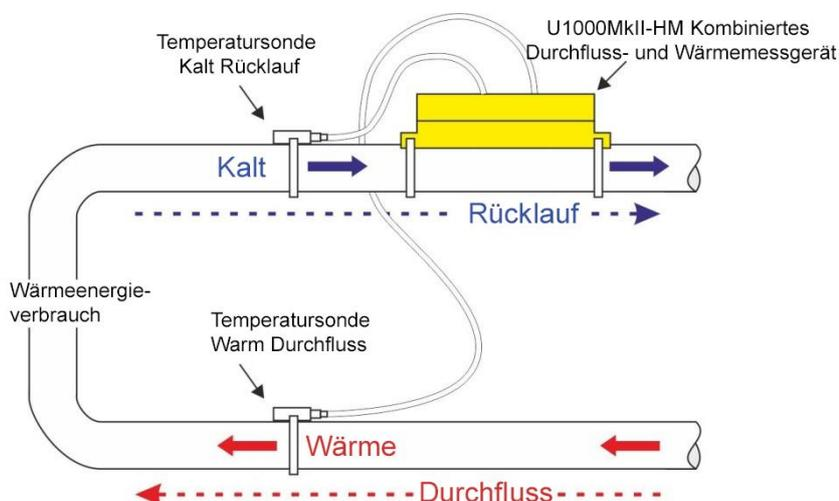 U1000MkII-HM Kombiniertes
Durchfluss- und Wärmemessgerät
Temperatursonde
Kalt Rücklauf
Kalt
Rücklauf
Wärmeenergie-
verbrauch
Temperatursonde
Warm Durchfluss
Wärme
Durchfluss